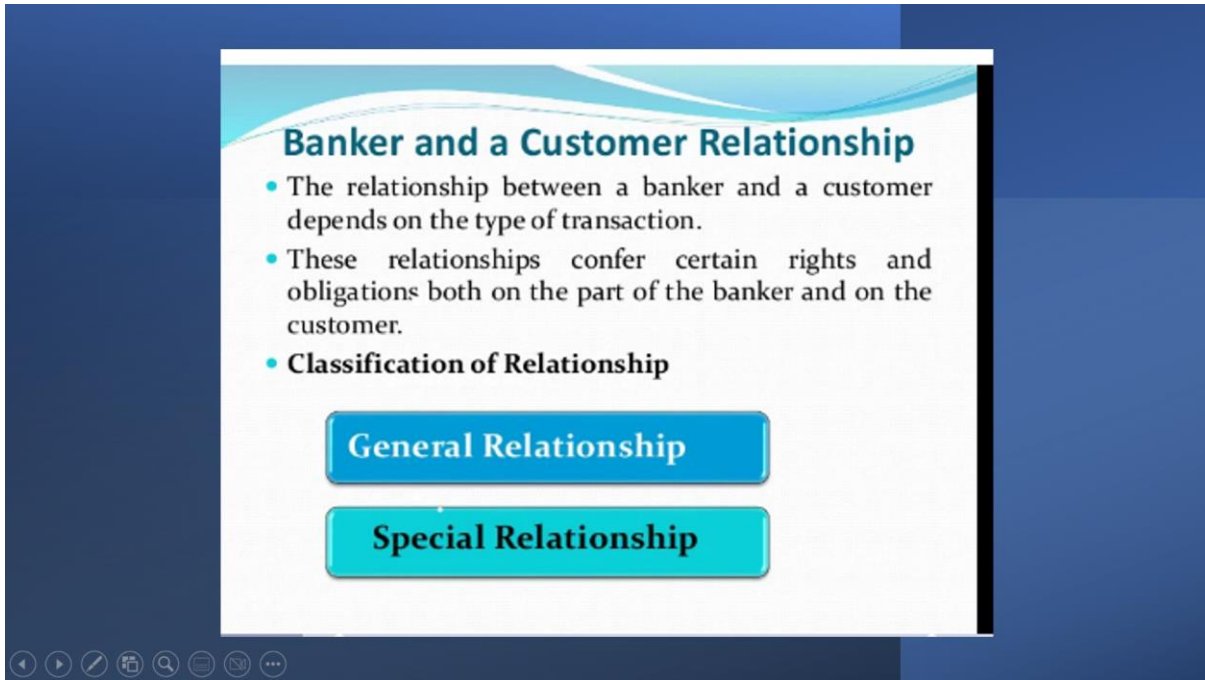 Banker and a Customer Relationship
• The relationship between a banker and a customer
depends on the type of transaction.
• These relationships confer certain rights and
obligations both on the part of the banker and on the
customer.
• Classification of Relationship
General Relationship
Special Relationship